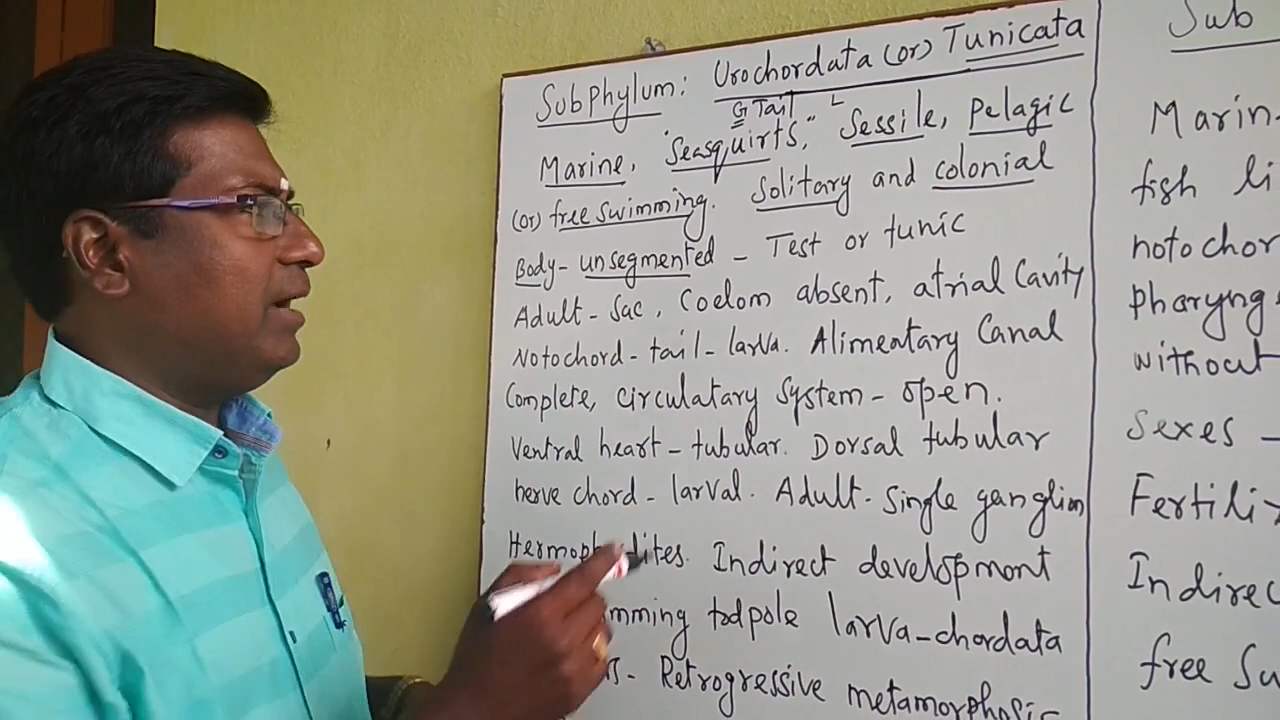 Subphylum: Urochordata (or) Tunicata
G Tail L
Marine, "Seasquirts," Sessile, pelagic
(or) free swimming. Solitary and colonial
Body - unsegmented - Test or tunic
Adult - Sac, Coelom absent, atrial Cavity
Notochord - tail - larva. Alimentary Canal
Complete, circulatary System - open.
Ventral heart - tubular. Dorsal tubular
nerve chord - larval. Adult - Single ganglion
Indirect development
tadpole larva - chordata
Retrogressive metamorphosis
Sub
Marin
fish li
notochor
pharyng
without
Sexes -
Fertiliz
Indirec
free Sw